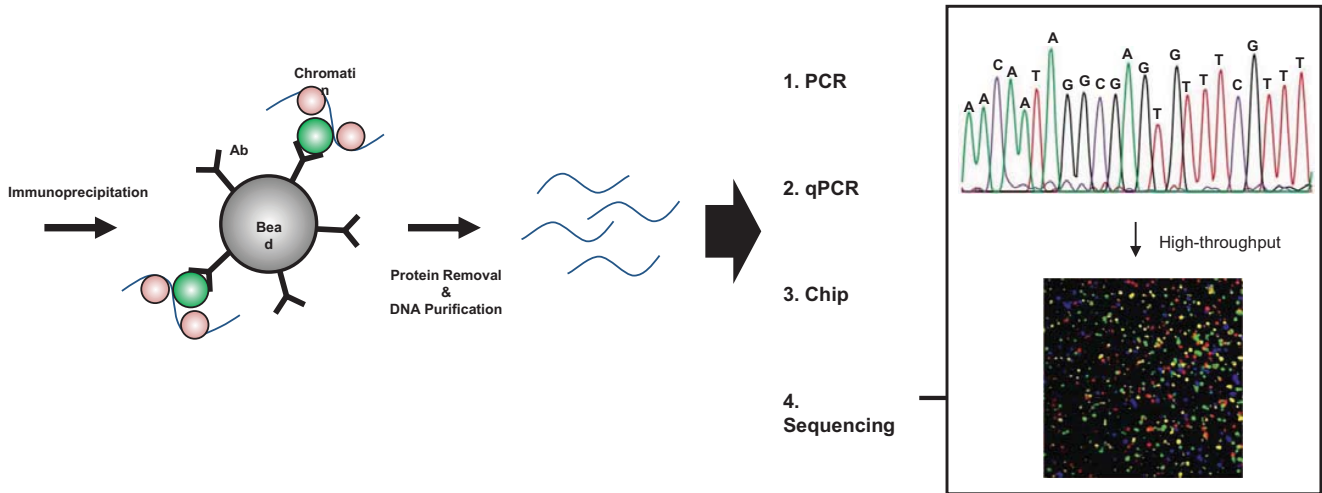 Immunoprecipitation
Ab
Chromati
n
Bea
d
Protein Removal
&
DNA Purification
1. PCR
2. qPCR
3. Chip
4.
Sequencing
A A C A A T A G G C G A G T G T T T C G T T T
High-throughput